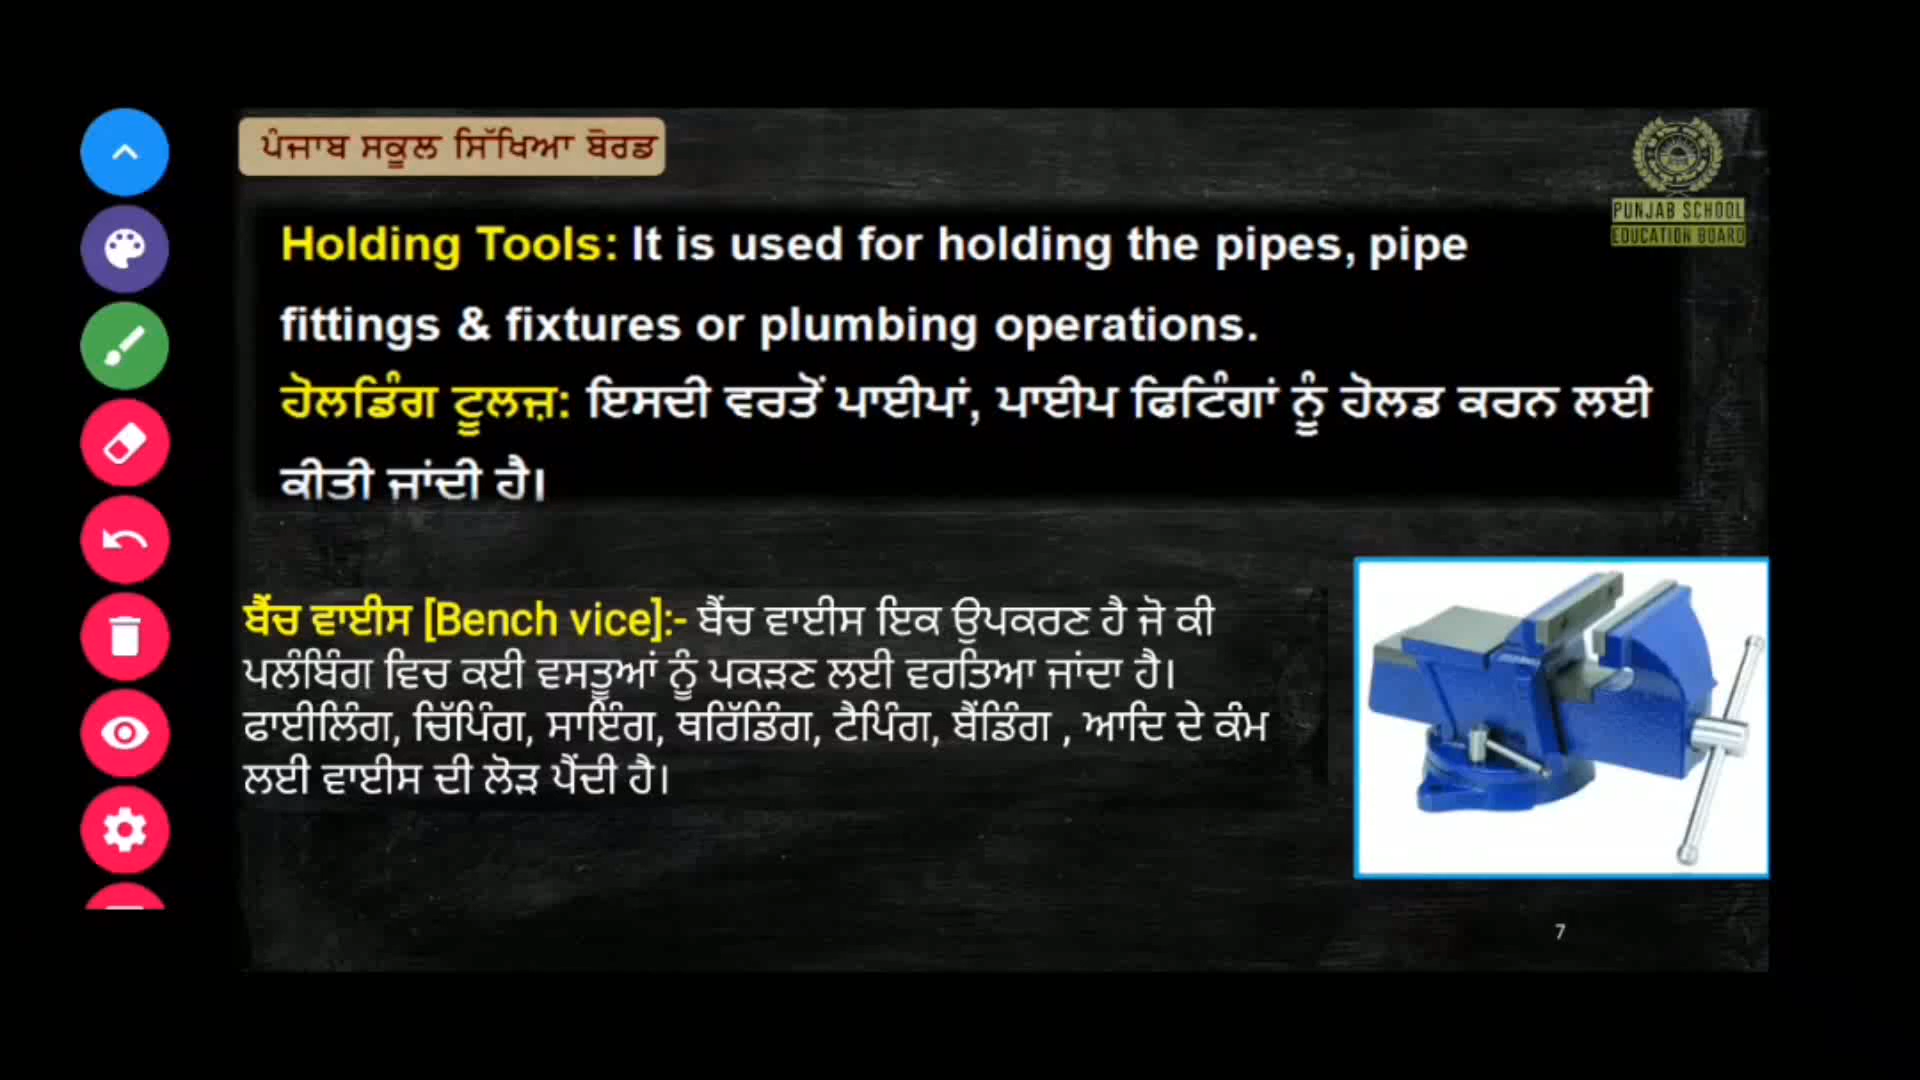 ਪੰਜਾਬ ਸਕੂਲ ਸਿੱਖਿਆ ਬੋਰਡ
PUNJAB SCHOOL
EDUCATION BOARD
Holding Tools: It is used for holding the pipes, pipe
fittings & fixtures or plumbing operations.
ਹੋਲਡਿੰਗ ਟੂਲਜ਼: ਇਸਦੀ ਵਰਤੋਂ ਪਾਈਪਾਂ, ਪਾਈਪ ਫਿਟਿੰਗਾਂ ਨੂੰ ਹੋਲਡ ਕਰਨ ਲਈ
ਕੀਤੀ ਜਾਂਦੀ ਹੈ।
ਬੈਂਚ ਵਾਈਸ [Bench vice]:- ਬੈਂਚ ਵਾਈਸ ਇਕ ਉਪਕਰਣ ਹੈ ਜੋ ਕੀ
ਪਲੰਬਿੰਗ ਵਿਚ ਕਈ ਵਸਤੂਆਂ ਨੂੰ ਪਕੜਣ ਲਈ ਵਰਤਿਆ ਜਾਂਦਾ ਹੈ।
ਫਾਈਲਿੰਗ, ਚਿੱਪਿੰਗ, ਸਾਇੰਗ, ਥਰਿੱਡਿੰਗ, ਟੈਪਿੰਗ, ਬੈਂਡਿੰਗ , ਆਦਿ ਦੇ ਕੰਮ
ਲਈ ਵਾਈਸ ਦੀ ਲੋੜ ਪੈਂਦੀ ਹੈ।
7